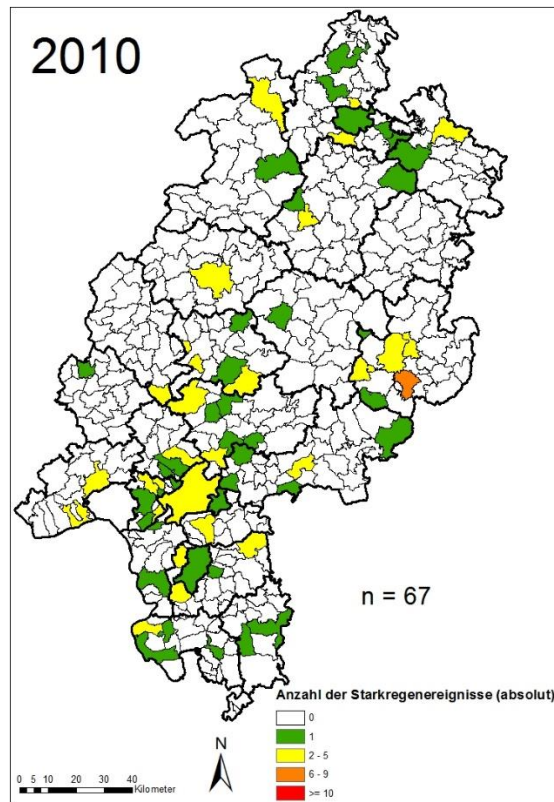 2010
n = 67
Anzahl der Starkregenereignisse (absolut)
0
1
2 - 5
6 - 9
>= 10
N
0 5 10 20 30 40
Kilometer